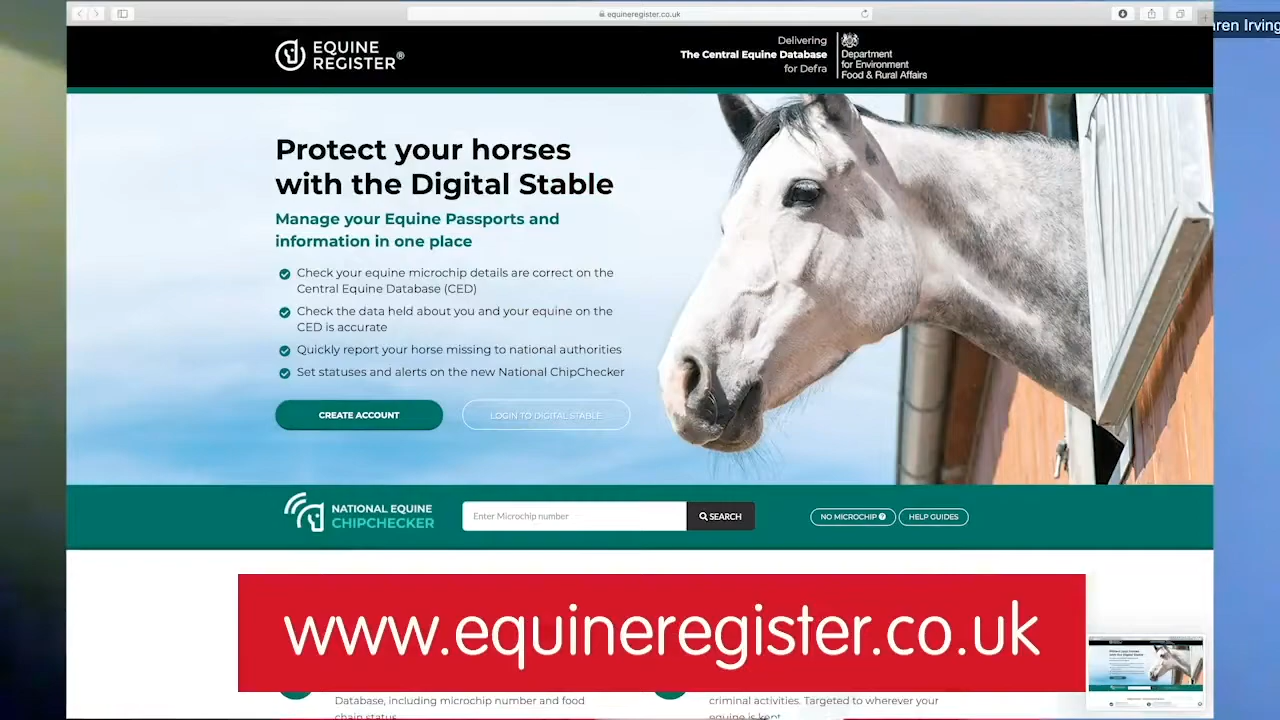 equineregister.co.uk
aren Irving
EQUINE
REGISTER®
Delivering
The Central Equine Database
for Defra
Department
for Environment
Food & Rural Affairs
Protect your horses
with the Digital Stable
Manage your Equine Passports and
information in one place
Check your equine microchip details are correct on the
Central Equine Database (CED)
Check the data held about you and your equine on the
CED is accurate
Quickly report your horse missing to national authorities
Set statuses and alerts on the new National ChipChecker
CREATE ACCOUNT
LOGIN TO DIGITAL STABLE
NATIONAL EQUINE
CHIPCHECKER
Enter Microchip number
SEARCH
NO MICROCHIP
HELP GUIDES
www.equineregister.co.uk
Database, including microchip number and food
chain status
criminal activities. Targeted to wherever your
equine is kept